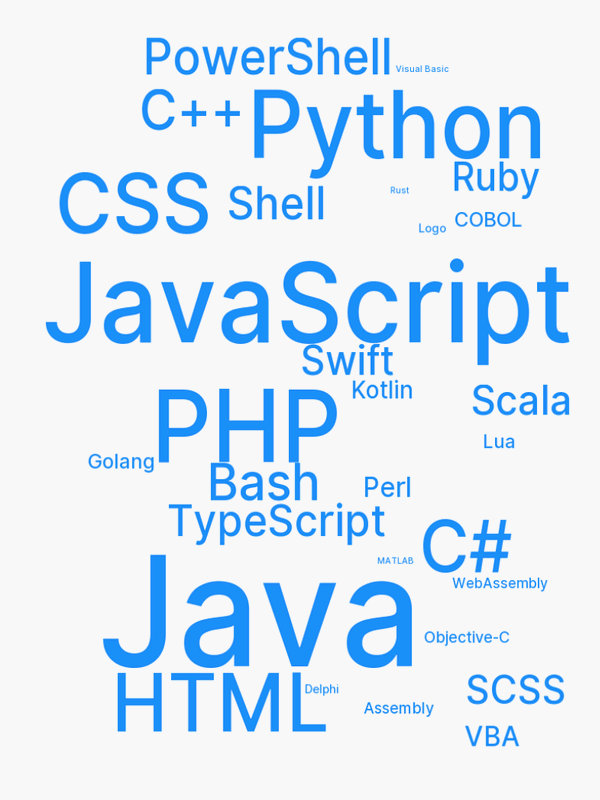 PowerShell
Visual Basic
C++
Python
CSS
Shell
Rust
Ruby
Logo
COBOL
JavaScript
Swift
Kotlin
Scala
PHP
Lua
Golang
Bash
Perl
TypeScript
C#
MATLAB
WebAssembly
Java
Objective-C
HTML
Delphi
Assembly
SCSS
VBA